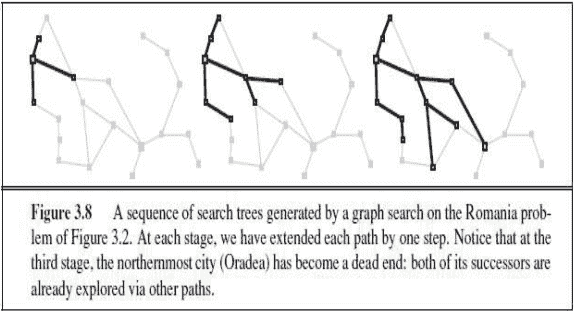 Figure 3.8 A sequence of search trees generated by a graph search on the Romania prob-
lem of Figure 3.2. At each stage, we have extended each path by one step. Notice that at the
third stage, the northernmost city (Oradea) has become a dead end: both of its successors are
already explored via other paths.